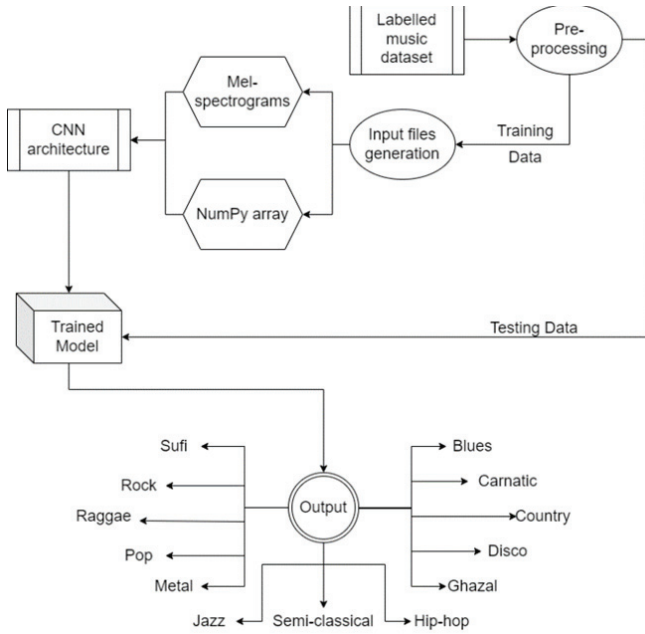 Labelled
music
dataset
Pre-
processing
Mel-
spectrograms
CNN
architecture
Input files
generation
Training
Data
NumPy array
Trained
Model
Testing Data
Sufi
Blues
Rock
Carnatic
Raggae
Output
Country
Pop
Disco
Metal
Ghazal
Jazz
Semi-classical
Hip-hop